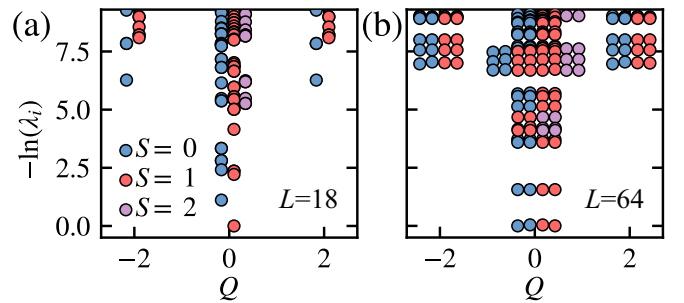 (a)
(b)
7.5
5.0
2.5
0.0
−ln(λᵢ)
S = 0
S = 1
S = 2
L=18
L=64
−2
0
2
−2
0
2
Q
Q